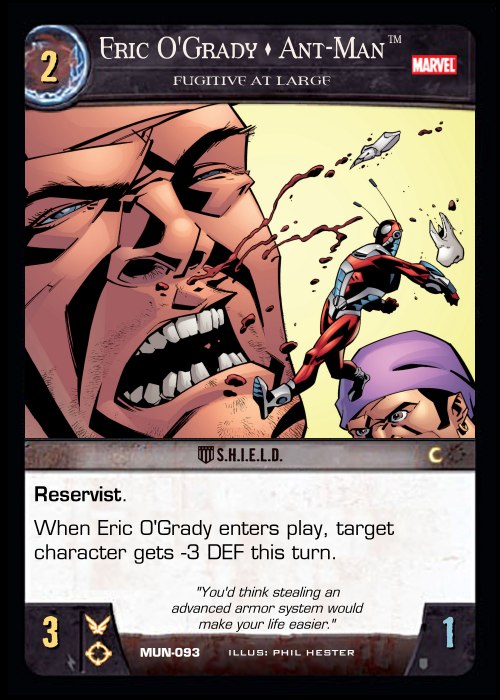 2
ERIC O'GRADY ♦ ANT-MAN™
MARVEL
FUGITIVE AT LARGE
S.H.I.E.L.D.
C
Reservist.
When Eric O'Grady enters play, target
character gets -3 DEF this turn.
"You'd think stealing an
advanced armor system would
make your life easier."
3
MUN-093 ILLUS: PHIL HESTER
1